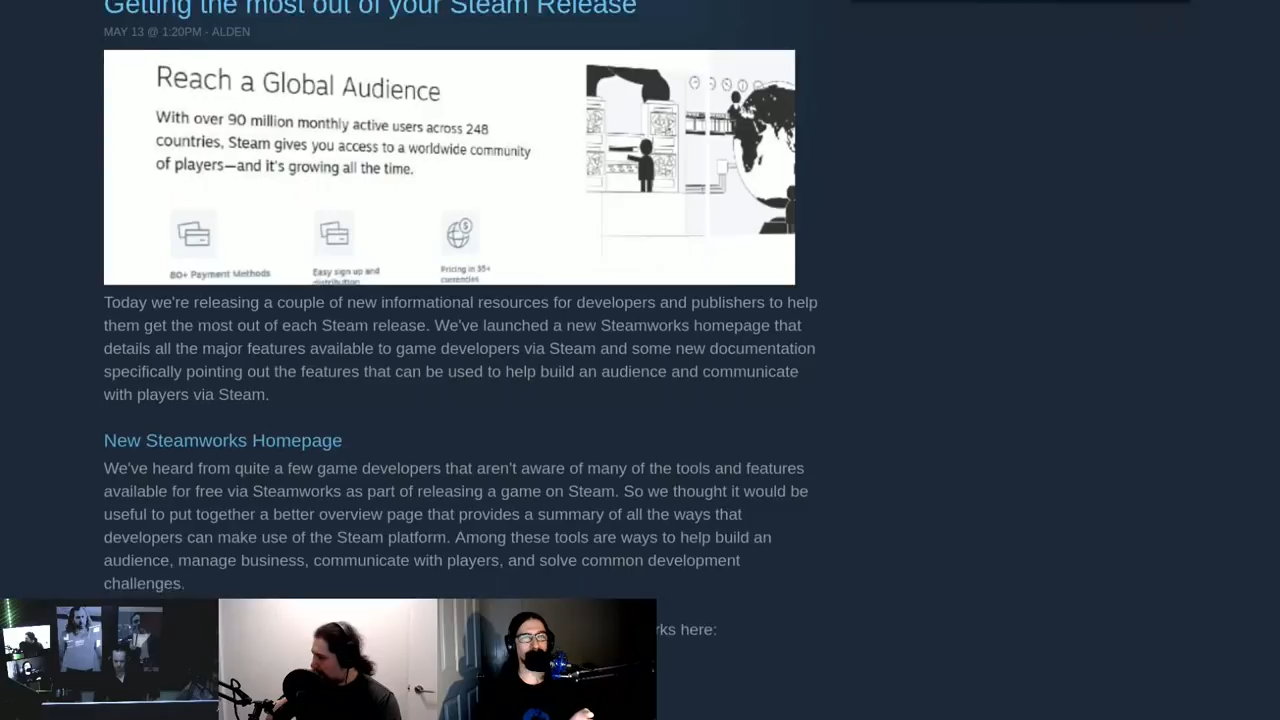 Getting the most out of your Steam Release
MAY 13 @ 1:20PM - ALDEN
Reach a Global Audience
With over 90 million monthly active users across 248
countries, Steam gives you access to a worldwide community
of players—and it's growing all the time.
80+ Payment Methods
Easy sign up and
distribution
Pricing in 35+
currencies
Today we're releasing a couple of new informational resources for developers and publishers to help
them get the most out of each Steam release. We've launched a new Steamworks homepage that
details all the major features available to game developers via Steam and some new documentation
specifically pointing out the features that can be used to help build an audience and communicate
with players via Steam.
New Steamworks Homepage
We've heard from quite a few game developers that aren't aware of many of the tools and features
available for free via Steamworks as part of releasing a game on Steam. So we thought it would be
useful to put together a better overview page that provides a summary of all the ways that
developers can make use of the Steam platform. Among these tools are ways to help build an
audience, manage business, communicate with players, and solve common development
challenges.
rks here: